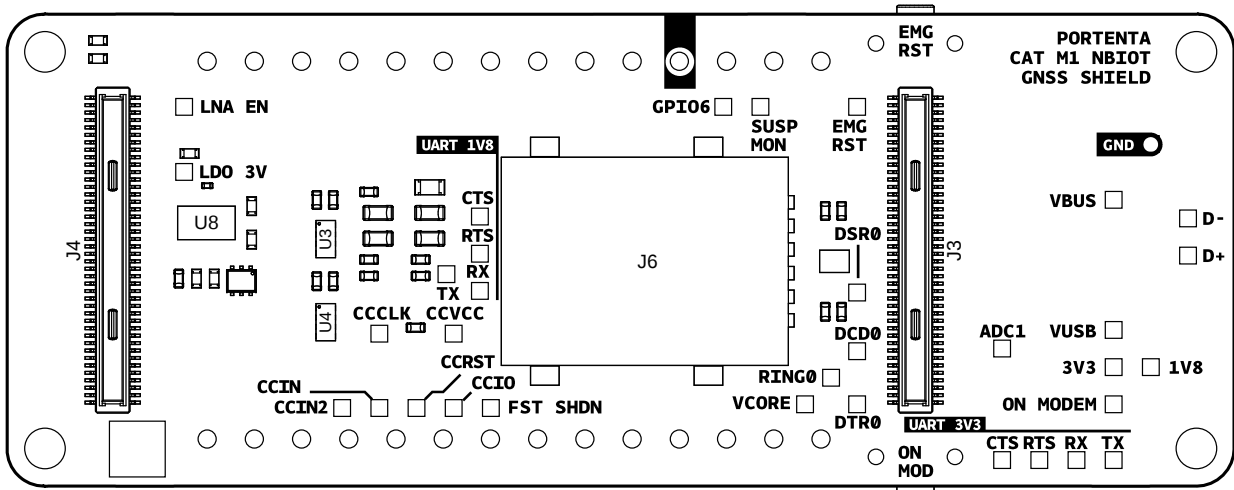 EMG
RST
PORTENTA
CAT M1 NBIOT
GNSS SHIELD
LNA EN
GPIO6
SUSP
MON
EMG
RST
UART 1V8
GND
LDO 3V
CTS
VBUS
U8
U3
RTS
DSR0
D-
J4
J6
J3
D+
RX
TX
U4
CCCLK
CCVCC
DCD0
ADC1
VUSB
CCRST
3V3
1V8
CCIN
CCIO
RING0
CCIN2
FST SHDN
VCORE
ON MODEM
DTR0
UART 3V3
CTS
RTS
RX
TX
ON
MOD